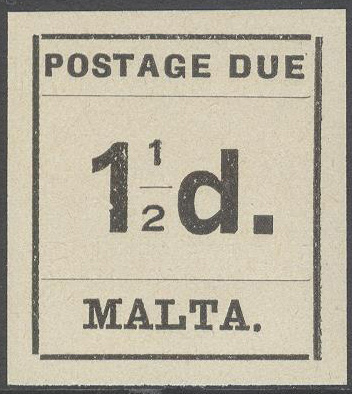 POSTAGE DUE
1½d.
MALTA.